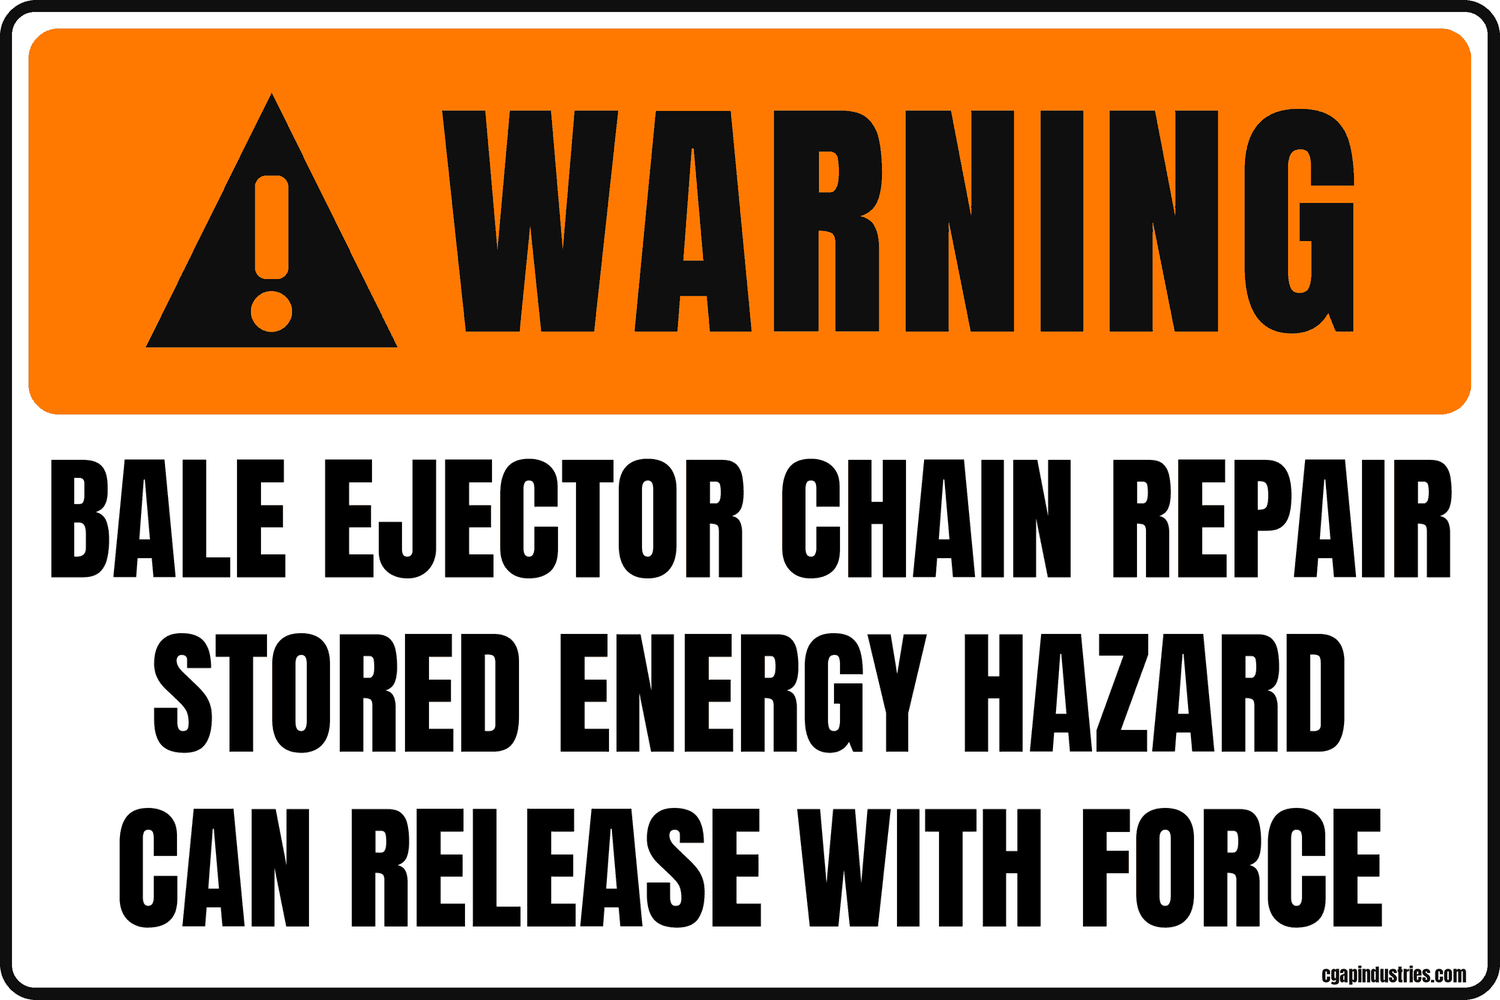 WARNING
BALE EJECTOR CHAIN REPAIR
STORED ENERGY HAZARD
CAN RELEASE WITH FORCE
cgapindustries.com